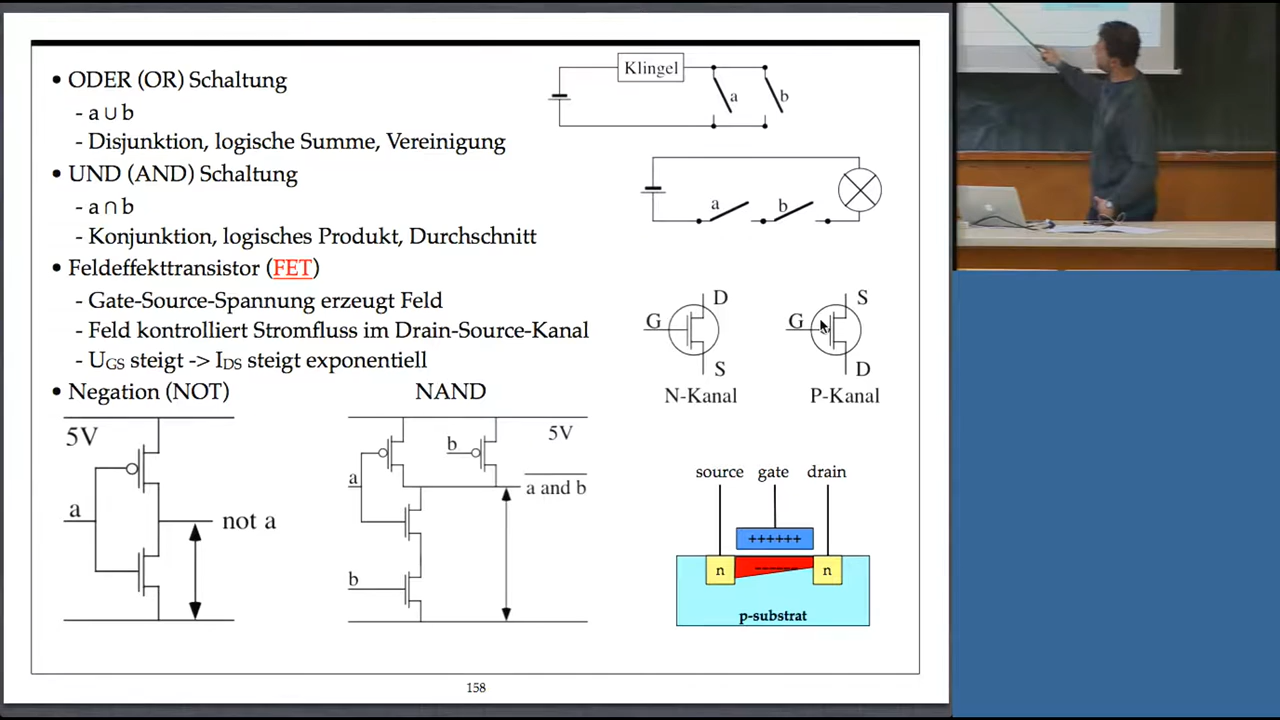 • ODER (OR) Schaltung
- a ∪ b
- Disjunktion, logische Summe, Vereinigung
Klingel
a
b
• UND (AND) Schaltung
- a ∩ b
- Konjunktion, logisches Produkt, Durchschnitt
a
b
• Feldeffekttransistor (FET)
- Gate-Source-Spannung erzeugt Feld
- Feld kontrolliert Stromfluss im Drain-Source-Kanal
- UGS steigt -> IDS steigt exponentiell
G
D
S
N-Kanal
G
S
D
P-Kanal
• Negation (NOT)
5V
a
not a
NAND
5V
b
a
a and b
b
source gate drain
++++++
n
n
p-substrat
158